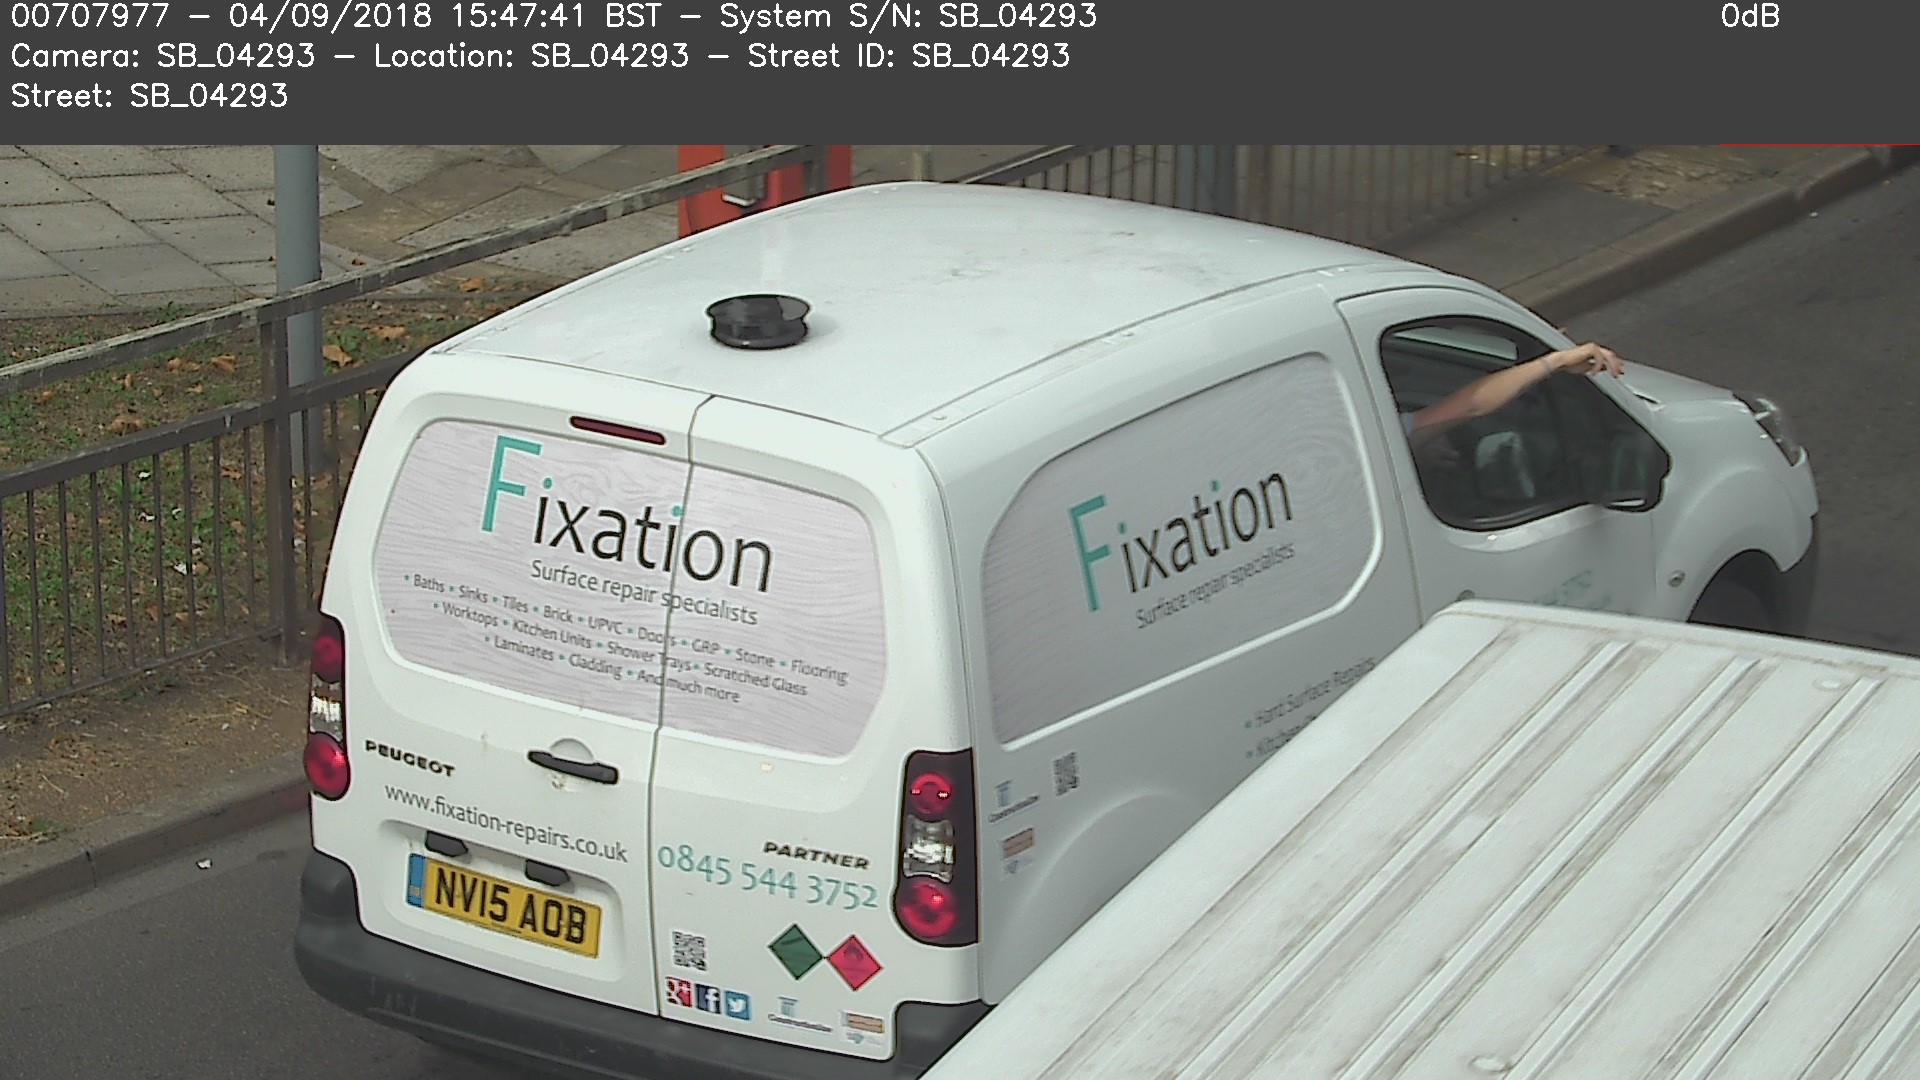 00707977 – 04/09/2018 15:47:41 BST – System S/N: SB_04293
0dB
Camera: SB_04293 – Location: SB_04293 – Street ID: SB_04293
Street: SB_04293
Fixation
Surface repair specialists
• Baths • Sinks • Tiles • Brick • UPVC • Doors • GRP • Stone • Flooring
• Worktops • Kitchen Units • Shower Trays • Scratched Glass
• Laminates • Cladding • And much more
PEUGEOT
www.fixation-repairs.co.uk
PARTNER
0845 544 3752
NV15 AOB
Fixation
Surface repair specialists
• Hard Surface Repairs